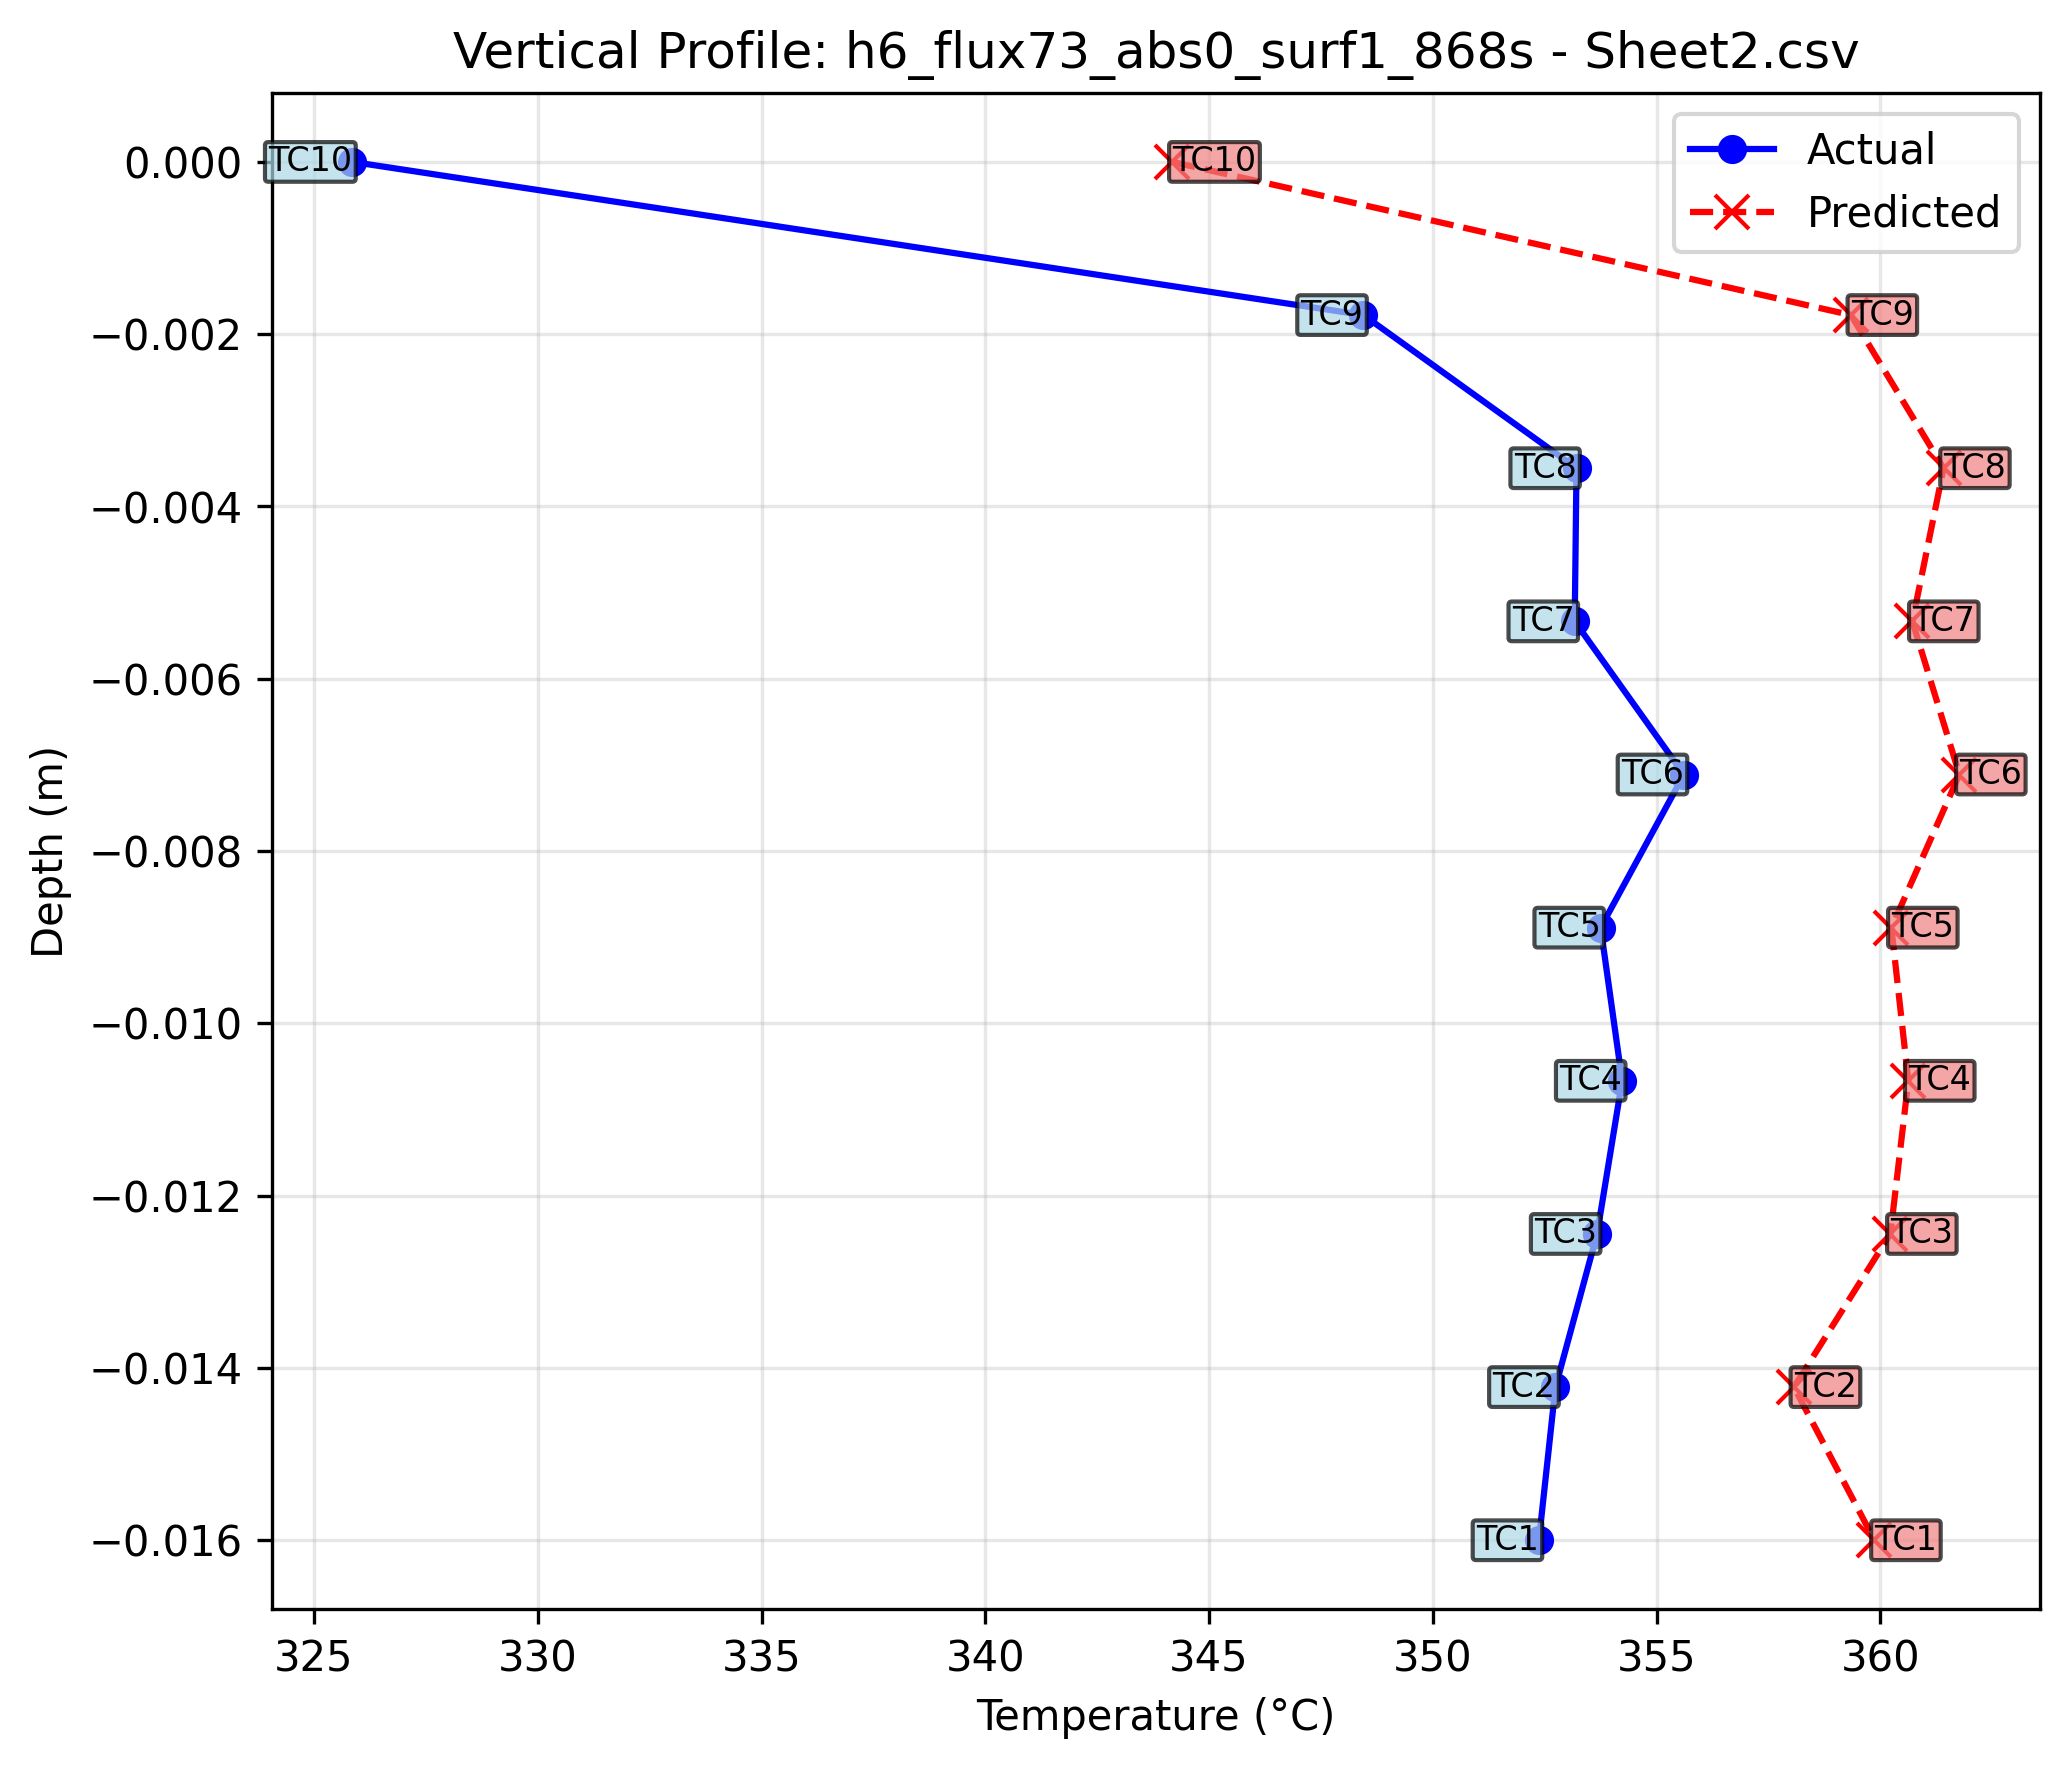 Vertical Profile: h6_flux73_abs0_surf1_868s - Sheet2.csv
Actual
Predicted
0.000
−0.002
−0.004
−0.006
−0.008
−0.010
−0.012
−0.014
−0.016
Depth (m)
TC10
TC10
TC9
TC9
TC8
TC8
TC7
TC7
TC6
TC6
TC5
TC5
TC4
TC4
TC3
TC3
TC2
TC2
TC1
TC1
325
330
335
340
345
350
355
360
Temperature (°C)